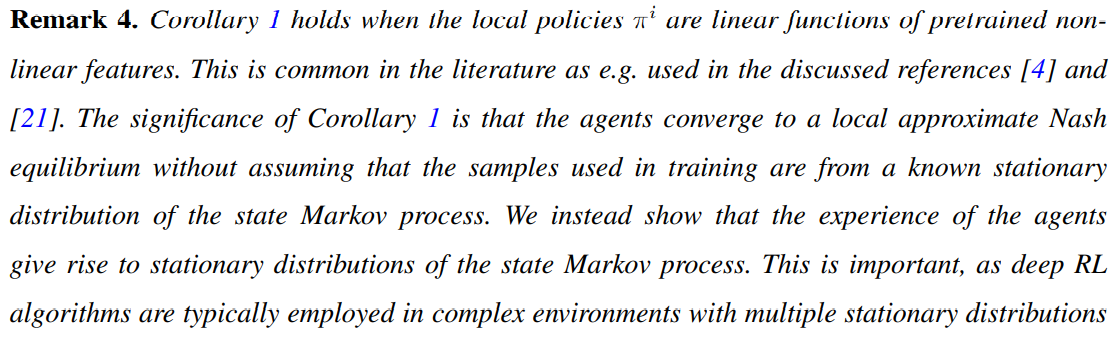 Remark 4. Corollary 1 holds when the local policies πⁱ are linear functions of pretrained non-
linear features. This is common in the literature as e.g. used in the discussed references [4] and
[21]. The significance of Corollary 1 is that the agents converge to a local approximate Nash
equilibrium without assuming that the samples used in training are from a known stationary
distribution of the state Markov process. We instead show that the experience of the agents
give rise to stationary distributions of the state Markov process. This is important, as deep RL
algorithms are typically employed in complex environments with multiple stationary distributions